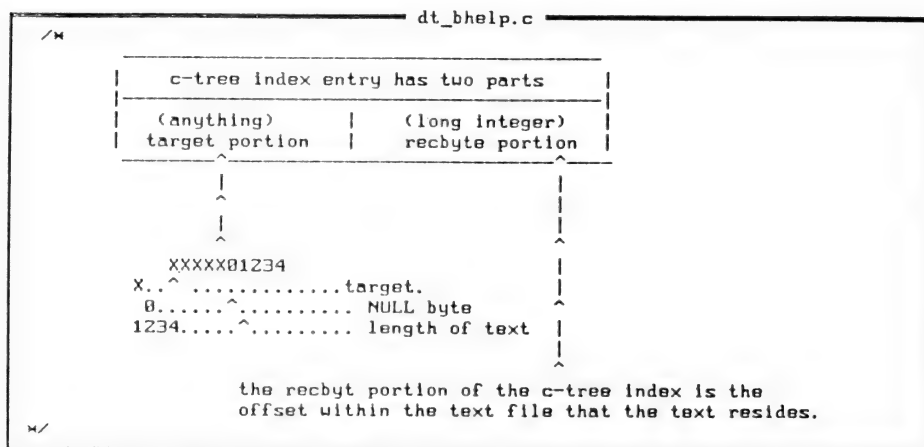 dt_bhelp.c
/*
c-tree index entry has two parts
(anything) | (long integer)
target portion | recbyte portion
XXXXX01234
X..^ .............target.
0......^.......... NULL byte
1234.....^......... length of text
the recbyt portion of the c-tree index is the
offset within the text file that the text resides.
*/